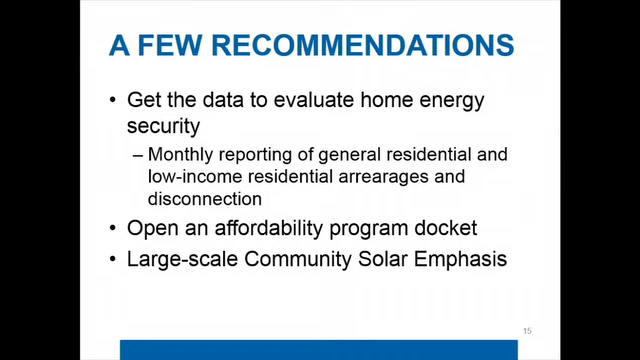 A FEW RECOMMENDATIONS
• Get the data to evaluate home energy
security
– Monthly reporting of general residential and
low-income residential arrearages and
disconnection
• Open an affordability program docket
• Large-scale Community Solar Emphasis
15